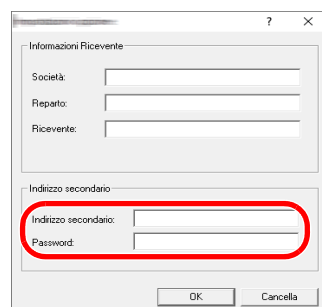 ?
Informazioni Ricevente
Società:
Reparto:
Ricevente:
Indirizzo secondario
Indirizzo secondario:
Password:
OK Cancella